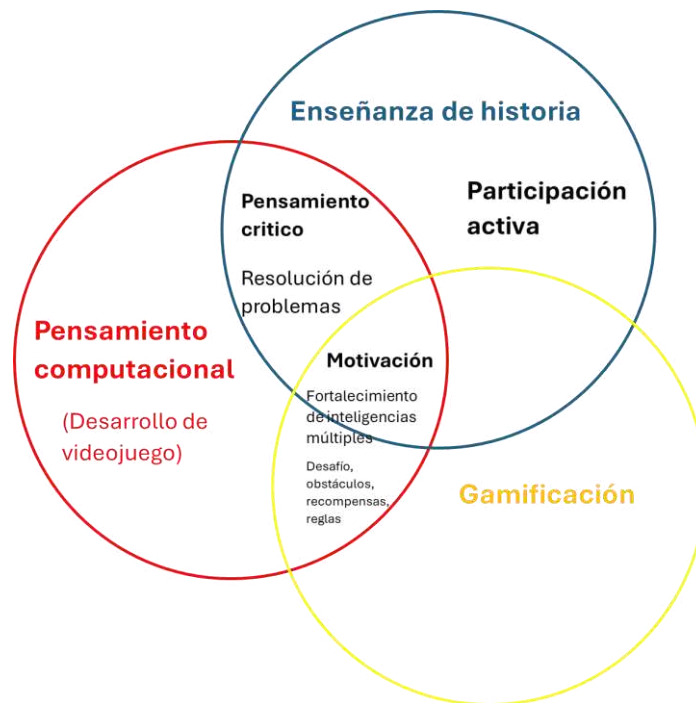 Enseñanza de historia
Pensamiento
critico
Participación
activa
Resolución de
problemas
Pensamiento
computacional
(Desarrollo de
videojuego)
Motivación
Fortalecimiento
de inteligencias
múltiples
Desafío,
obstáculos,
recompensas,
reglas
Gamificación